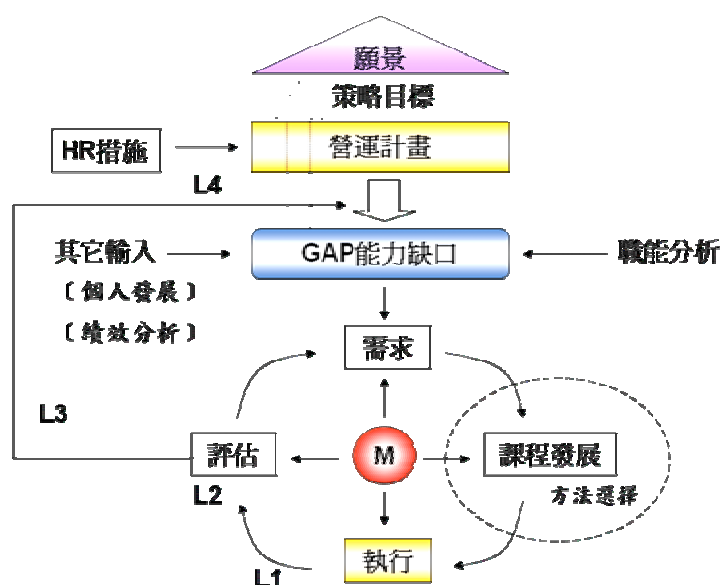 願景
策略目標
HR措施
營運計畫
L4
其它輸入
GAP能力缺口
職能分析
〔個人發展〕
〔績效分析〕
需求
L3
評估
M
課程發展
L2
方法選擇
執行
L1